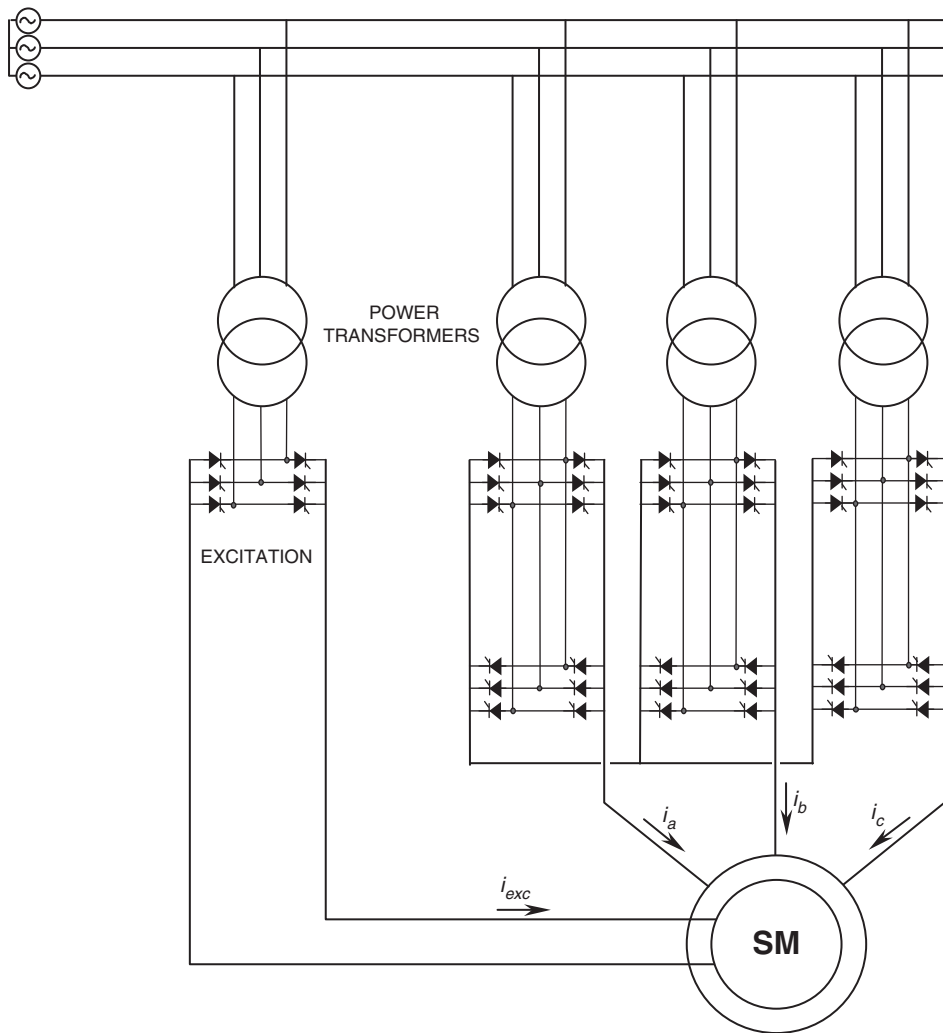 POWER
TRANSFORMERS
EXCITATION
i_a
i_b
i_c
i_exc
SM